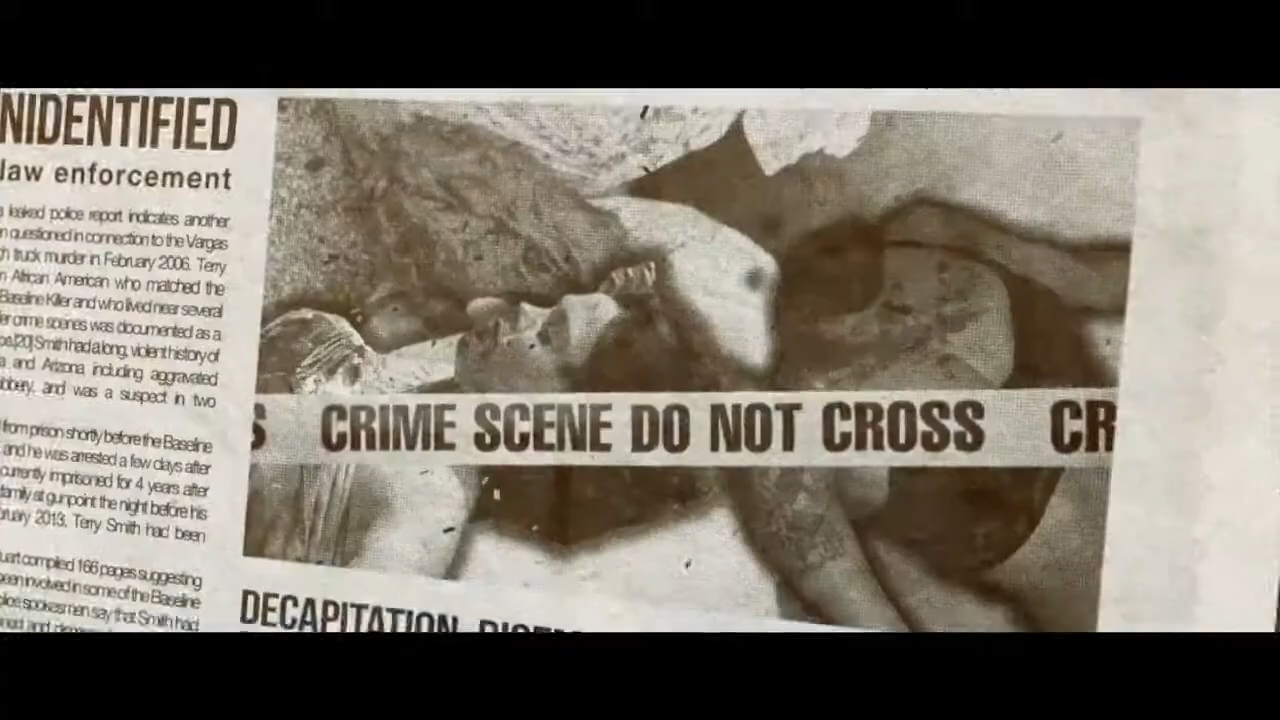 NIDENTIFIED
law enforcement
leaked police report indicates another
questioned in connection to the Vargas
truck murder in February 2006. Terry
African American who matched the
Baseline Killer and who lived near several
crime scenes was documented as a
[20] Smith had a long, violent history of
and Arizona including aggravated
and was a suspect in two
from prison shortly before the Baseline
and he was arrested a few days after
currently imprisoned for 4 years after
family at gunpoint the night before his
2013, Terry Smith had been
compiled 166 pages suggesting
been involved in some of the Baseline
spokesmen say that Smith had
S CRIME SCENE DO NOT CROSS CR
DECAPITATION,